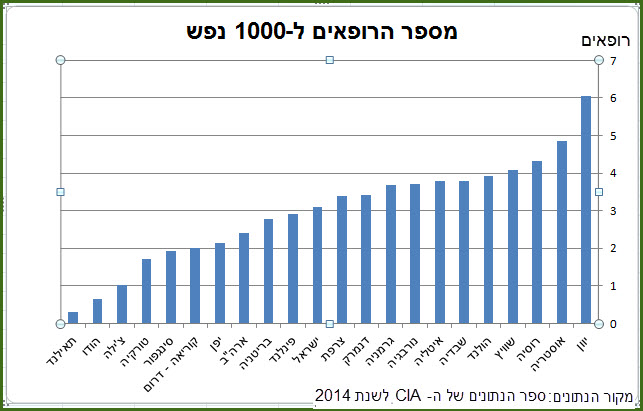 מספר הרופאים ל-1000 נפש
רופאים
7
6
5
4
3
2
1
0
תאילנד
הודו
צ'ילה
טורקיה
סינגפור
קוריאה - דרום
יפן
ארה"ב
בריטניה
פינלנד
ישראל
צרפת
דנמרק
גרמניה
נורבגיה
איטליה
שבדיה
הולנד
שוויץ
רוסיה
אוסטריה
יוון
מקור הנתונים: ספר הנתונים של ה- CIA לשנת 2014